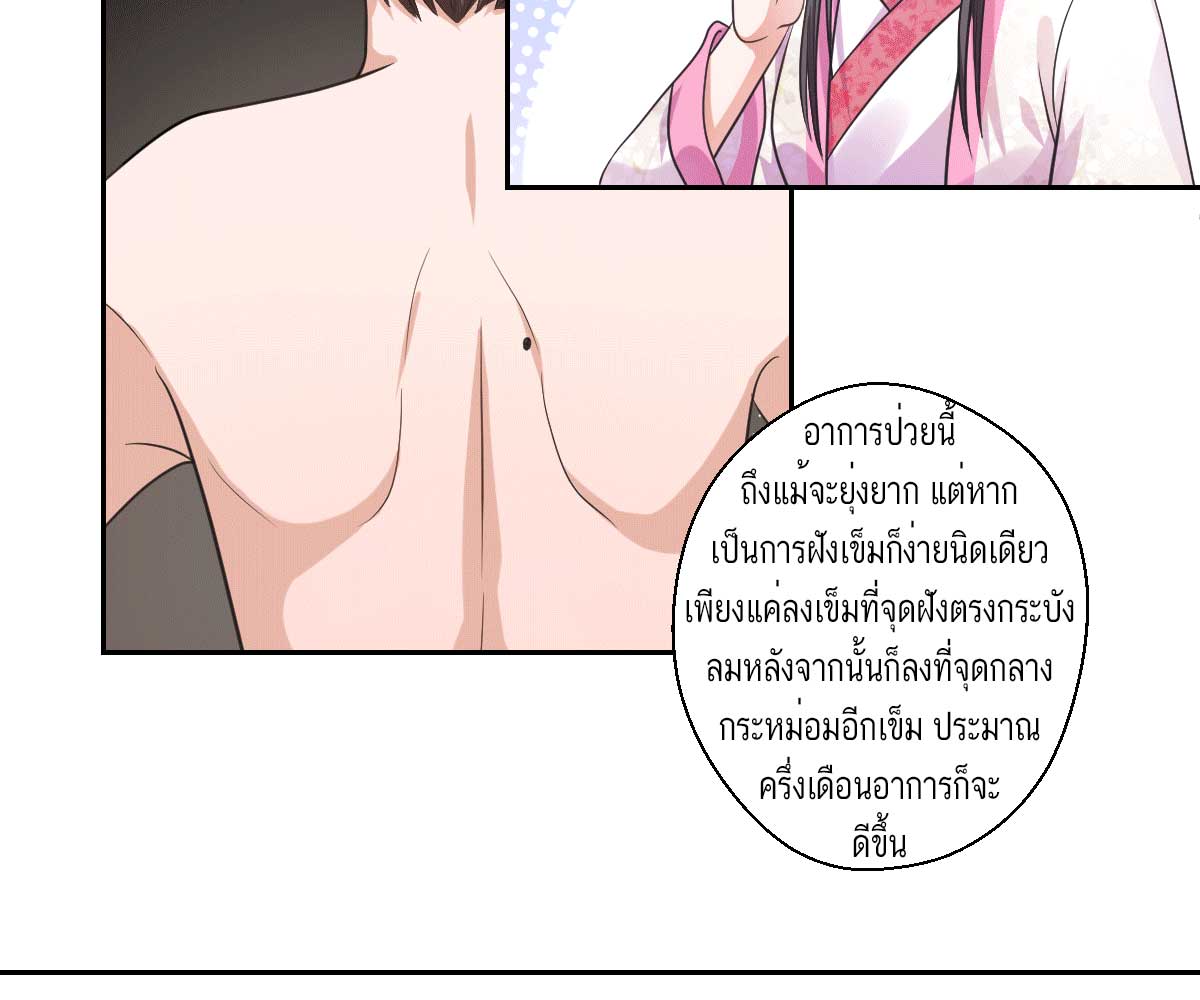 อาการป่วยนี้
ถึงแม้จะยุ่งยาก แต่หาก
เป็นการฝังเข็มก็ง่ายนิดเดียว
เพียงแค่ลงเข็มที่จุดฝังตรงกระบัง
ลมหลังจากนั้นก็ลงที่จุดกลาง
กระหม่อมอีกเข็ม ประมาณ
ครึ่งเดือนอาการก็จะ
ดีขึ้น